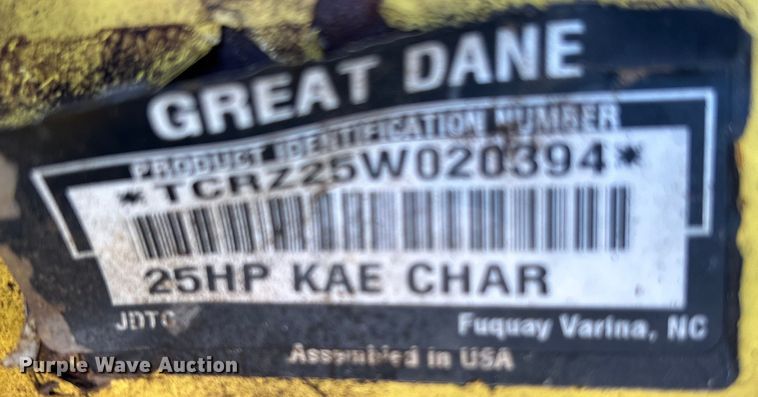 GREAT DANE
PRODUCT IDENTIFICATION NUMBER
*TCRZ25W020394*
25HP KAE CHAR
JDTC Fuquay Varina, NC
Assembled in USA
Purple Wave Auction